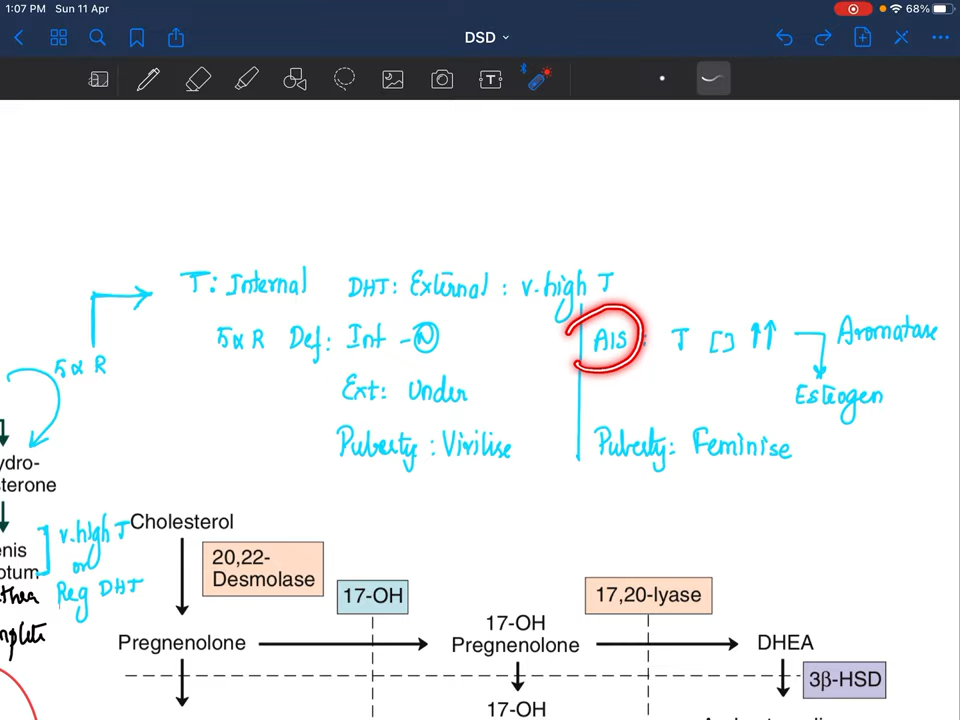 1:07 PM Sun 11 Apr
68%
DSD
T
T: Internal DHT: External : v.high T
5α R Def: Int - N
AIS : T [] ↑↑ Aromatase
5α R
Ext: Under
Estrogen
Puberty : Virilise
Puberty: Feminise
ydro-
sterone
enis
otum
v.high T
or
Reg DHT
Cholesterol
20,22-
Desmolase
17-OH
17,20-lyase
Pregnenolone
17-OH
Pregnenolone
DHEA
3β-HSD
17-OH